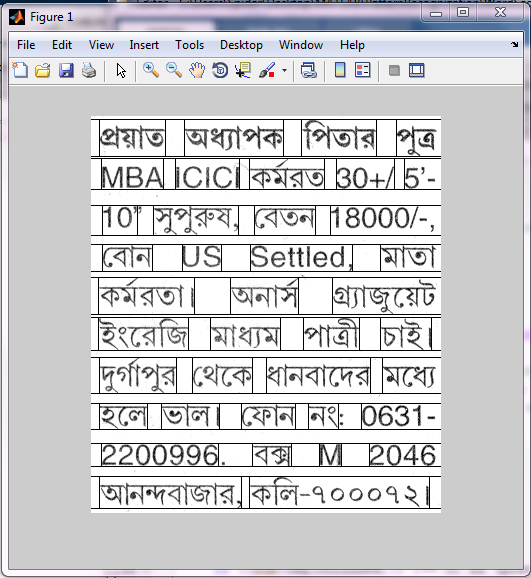 Figure 1
File Edit View Insert Tools Desktop Window Help
প্রয়াত অধ্যাপক পিতার পুত্র
MBA ICICI কর্মরত 30+/ 5'-
10" সুপুরুষ, বেতন 18000/-,
বোন US Settled, মাতা
কর্মরতা। অনার্স গ্র্যাজুয়েট
ইংরেজি মাধ্যম পাত্রী চাই।
দুর্গাপুর থেকে ধানবাদের মধ্যে
হলে ভাল। ফোন নং: 0631-
2200996. বক্স M 2046
আনন্দবাজার, কলি-৭০০০৭২।